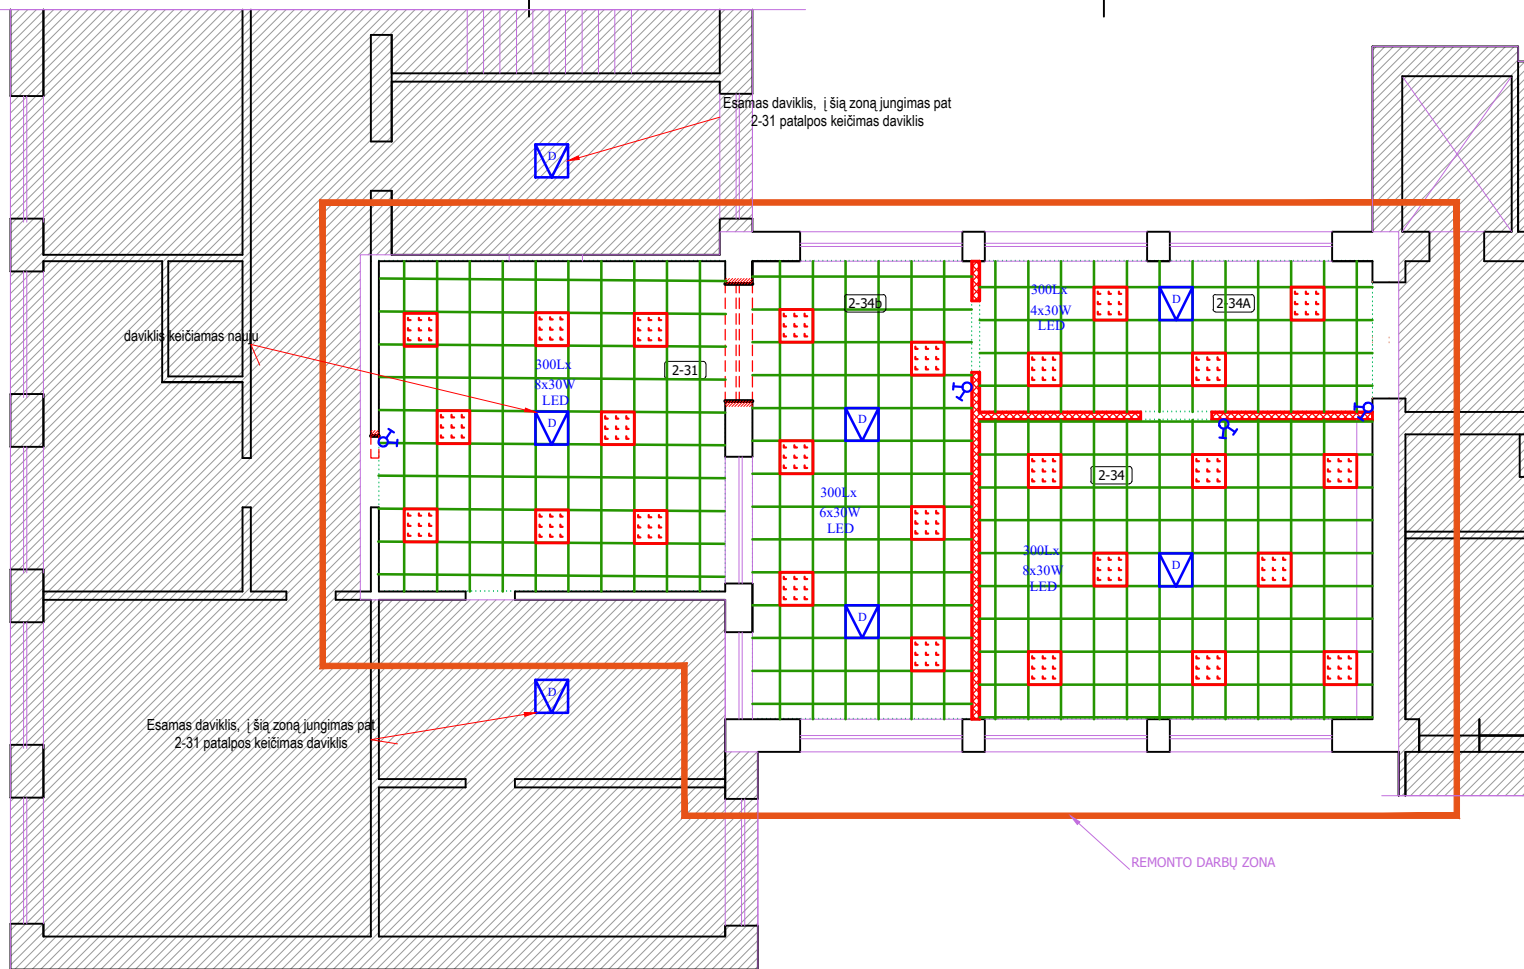 Esamas daviklis, į šią zoną jungimas pat
2-31 patalpos keičimas daviklis
D
2-34b
300Lx
4x30W
LED
D
2-34A
daviklis keičiamas nauju
300Lx
8x30W
LED
2-31
D
D
2-34
300Lx
6x30W
LED
300Lx
8x30W
LED
D
D
D
Esamas daviklis, į šią zoną jungimas pat
2-31 patalpos keičimas daviklis
REMONTO DARBŲ ZONA